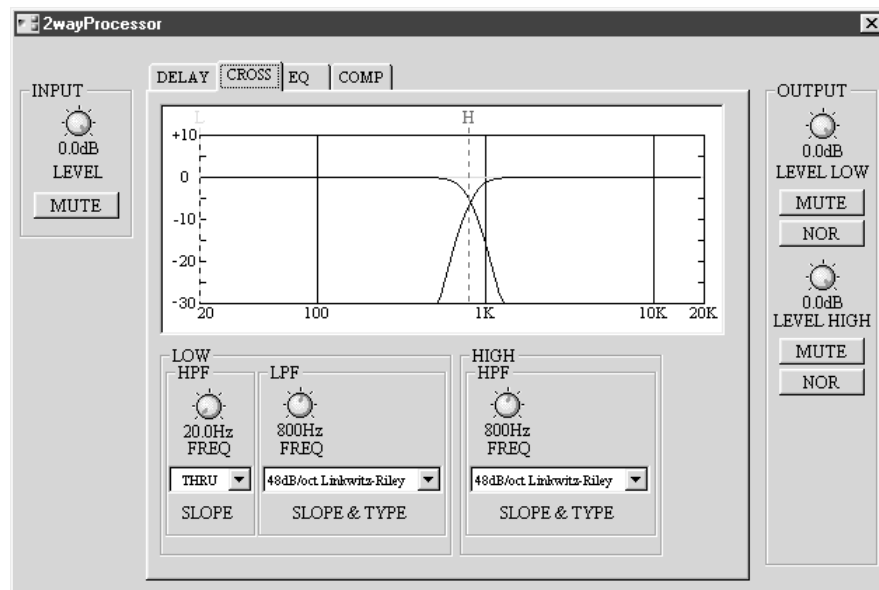 2wayProcessor
DELAY
CROSS
EQ
COMP
INPUT
0.0dB
LEVEL
MUTE
L
H
+10
0
-10
-20
-30
20
100
1K
10K
20K
LOW
HPF
20.0Hz
FREQ
THRU
SLOPE
LPF
800Hz
FREQ
48dB/oct Linkwitz-Riley
SLOPE & TYPE
HIGH
HPF
800Hz
FREQ
48dB/oct Linkwitz-Riley
SLOPE & TYPE
OUTPUT
0.0dB
LEVEL LOW
MUTE
NOR
0.0dB
LEVEL HIGH
MUTE
NOR